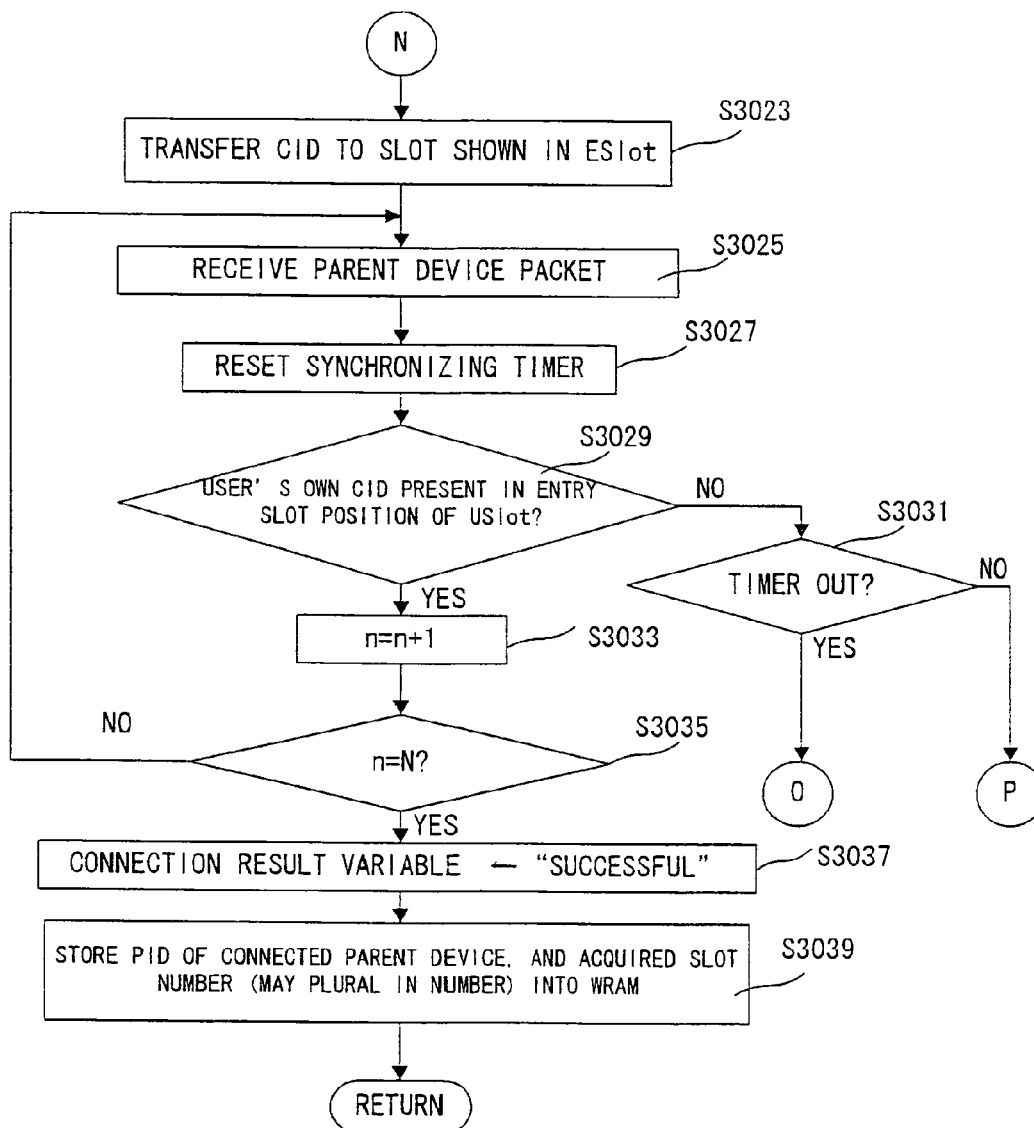 N
S3023
TRANSFER CID TO SLOT SHOWN IN ESlot
S3025
RECEIVE PARENT DEVICE PACKET
S3027
RESET SYNCHRONIZING TIMER
S3029
USER' S OWN CID PRESENT IN ENTRY
SLOT POSITION OF USlot?
NO
S3031
TIMER OUT?
NO
YES
YES
n=n+1
S3033
NO
n=N?
S3035
O
P
YES
CONNECTION RESULT VARIABLE ← “SUCCESSFUL”
S3037
STORE PID OF CONNECTED PARENT DEVICE, AND ACQUIRED SLOT
NUMBER (MAY PLURAL IN NUMBER) INTO WRAM
S3039
RETURN